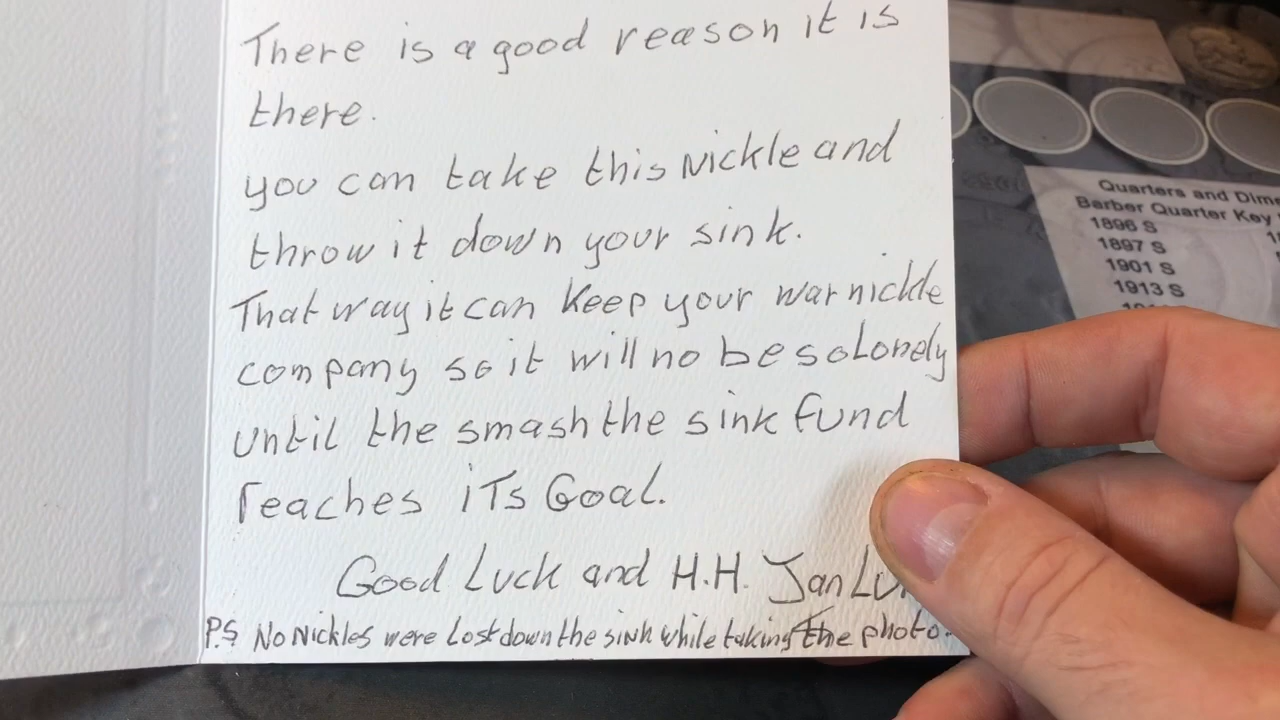 There is a good reason it is
there.
you can take this Nickle and
throw it down your sink.
That way it can keep your war nickle
company so it will no be so Lonely
until the smash the sink fund
reaches iTs Goal.
Good Luck and H.H. Jan
P.S No Nickles were Lost down the sink while taking the photo.
Quarters and Dime
Barber Quarter Key
1896 S
1897 S
1901 S
1913 S